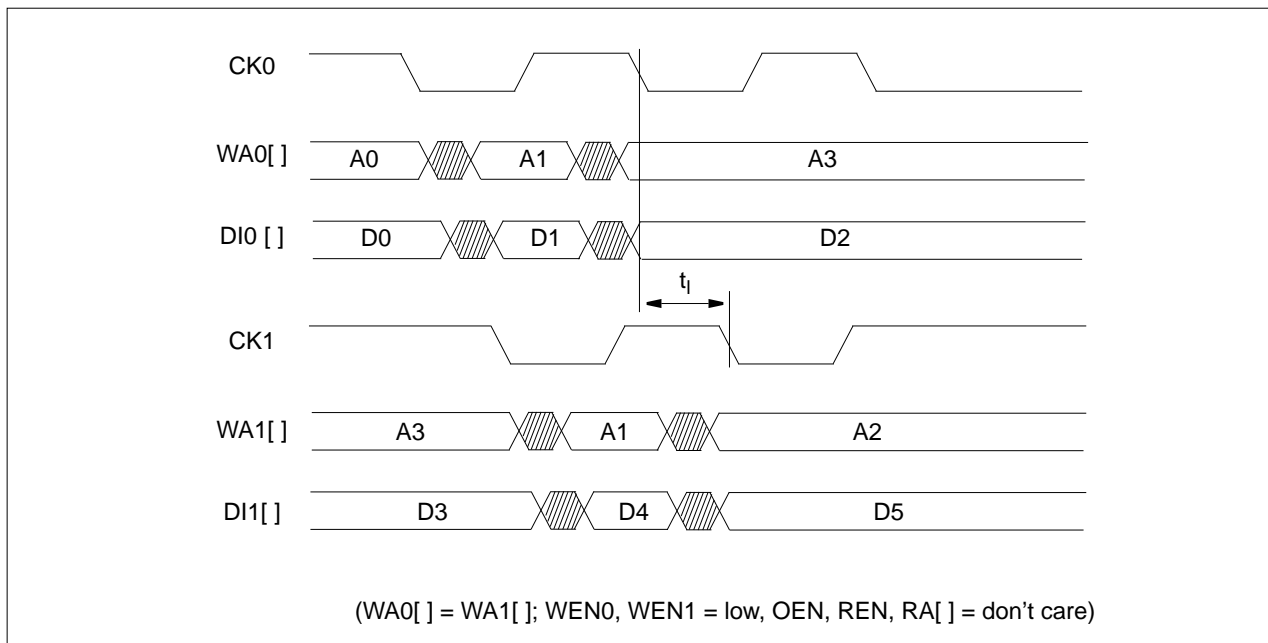 CK0
WA0[ ] A0 A1 A3
DI0 [ ] D0 D1 D2
tI
CK1
WA1[ ] A3 A1 A2
DI1[ ] D3 D4 D5
(WA0[ ] = WA1[ ]; WEN0, WEN1 = low, OEN, REN, RA[ ] = don't care)